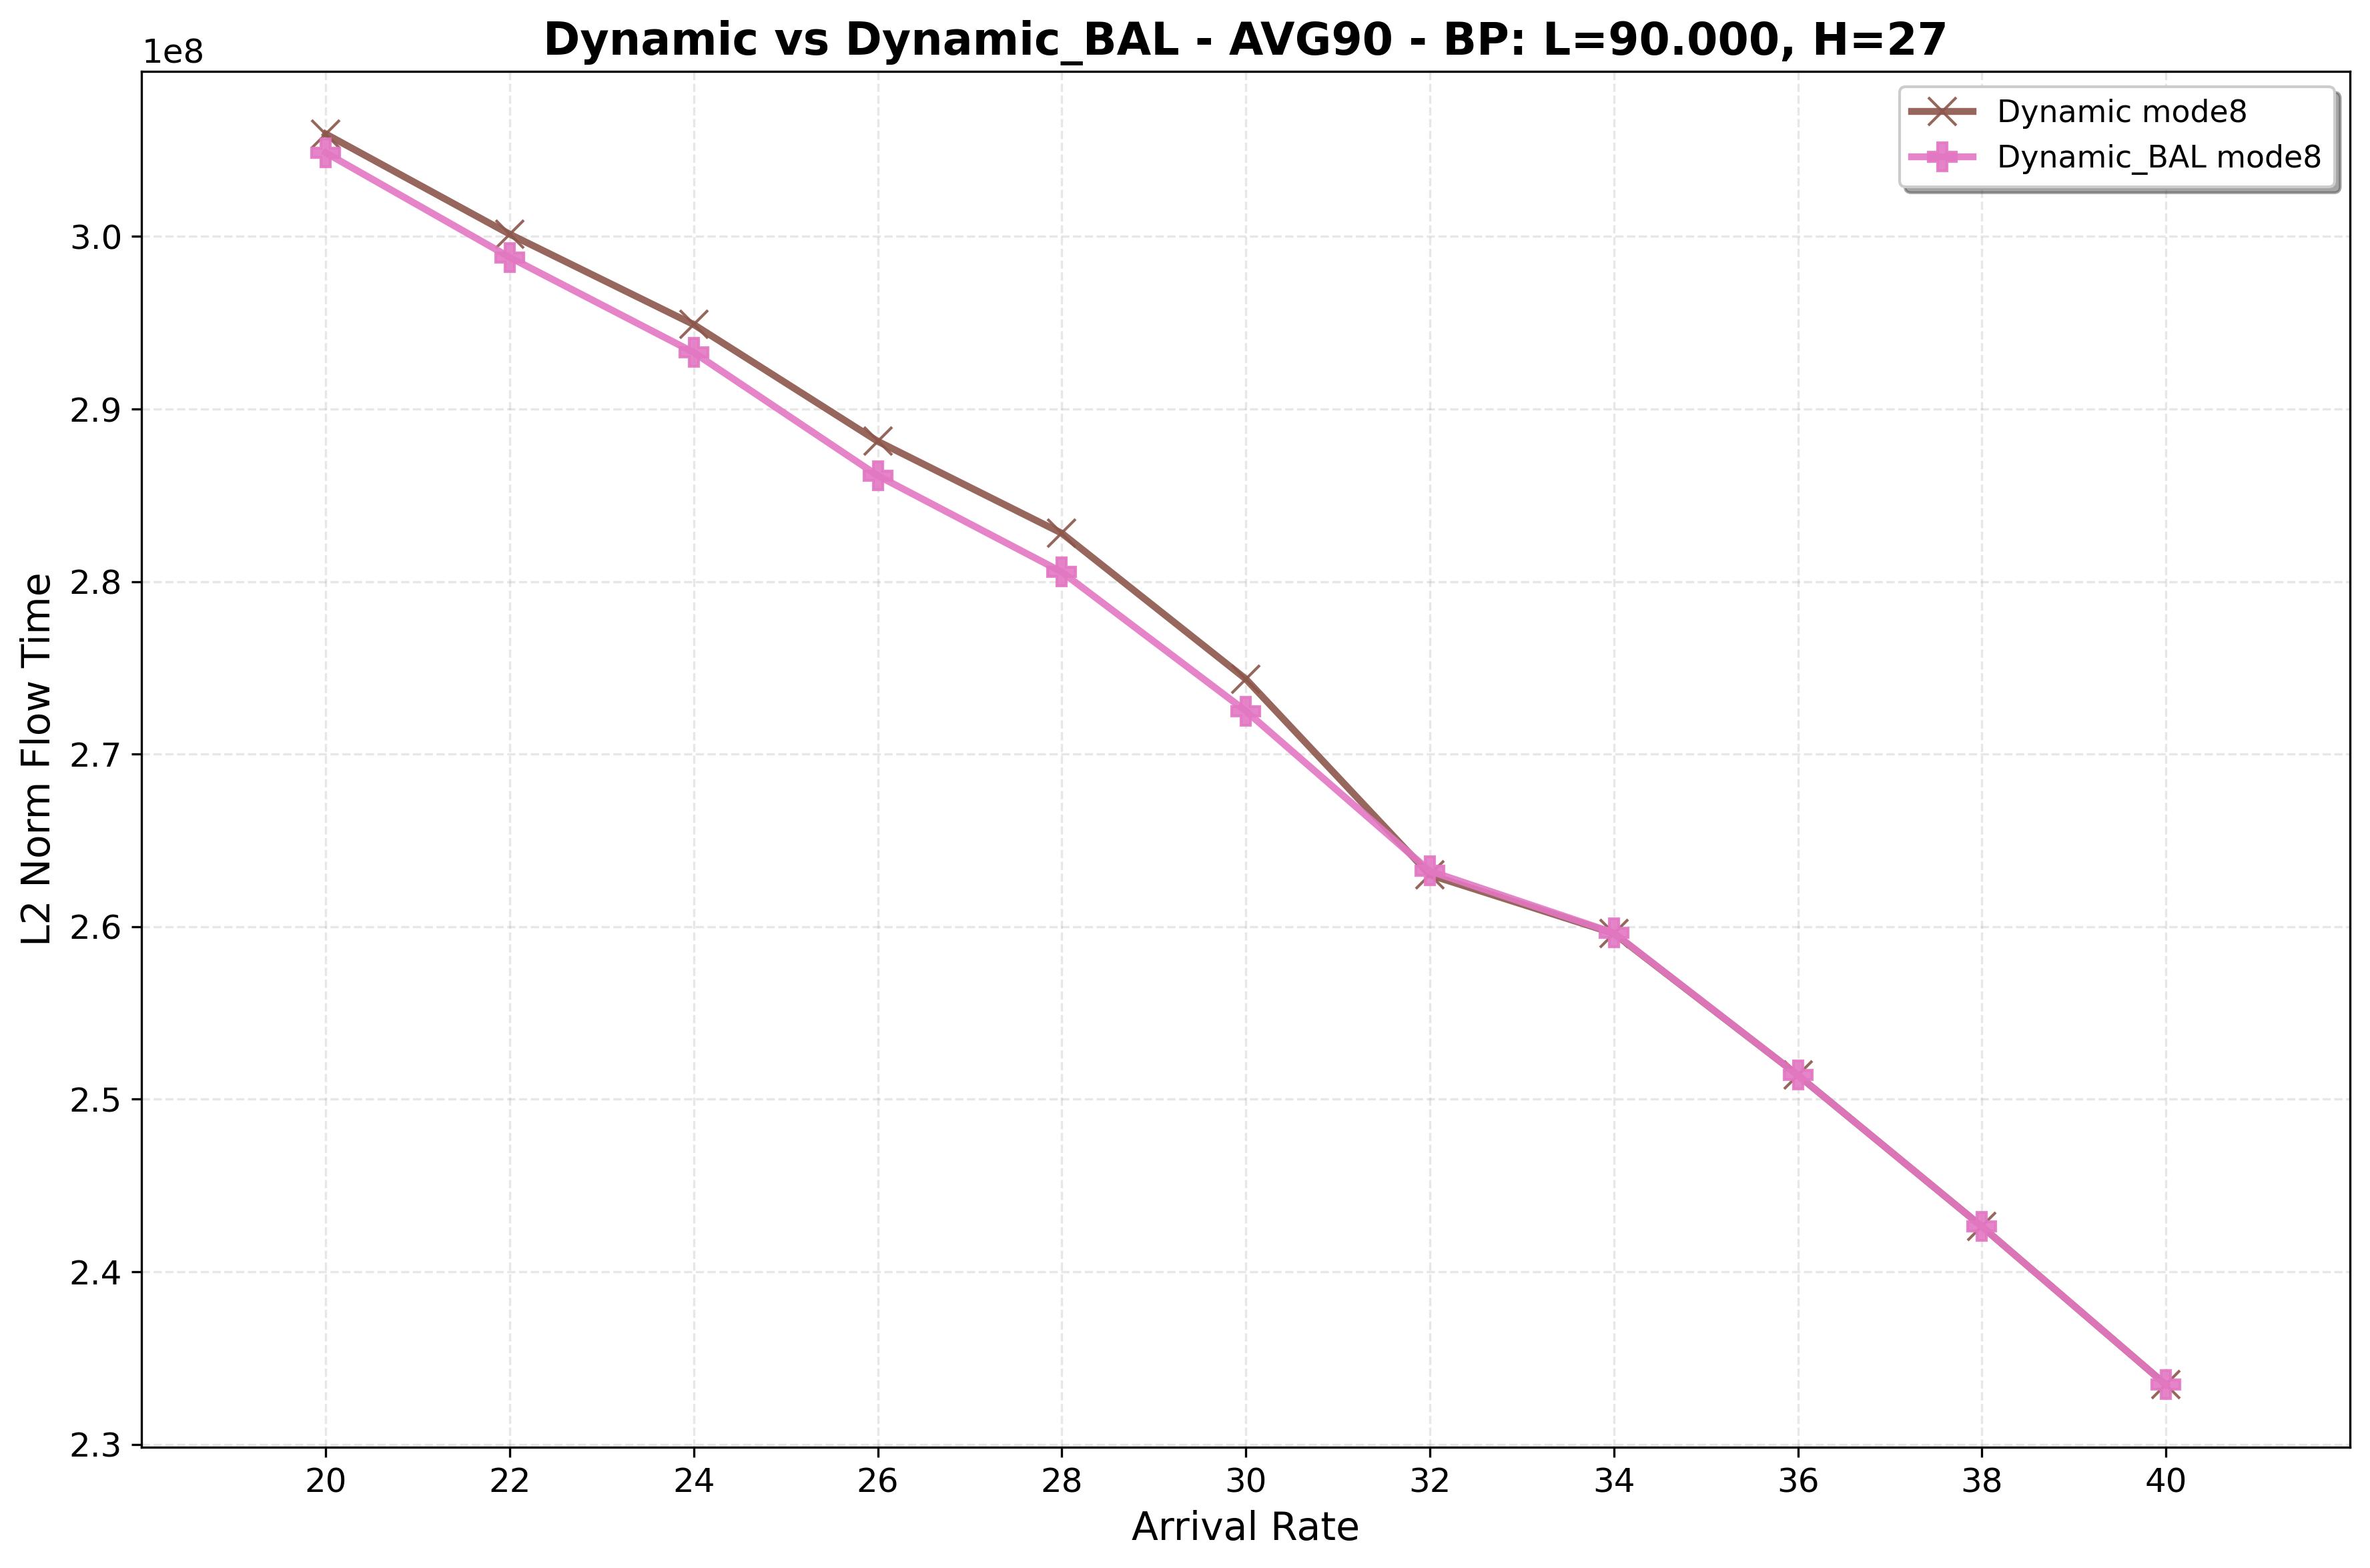 Dynamic vs Dynamic_BAL - AVG90 - BP: L=90.000, H=27
1e8
Dynamic mode8
Dynamic_BAL mode8
3.0
2.9
2.8
2.7
2.6
2.5
2.4
2.3
L2 Norm Flow Time
20 22 24 26 28 30 32 34 36 38 40
Arrival Rate